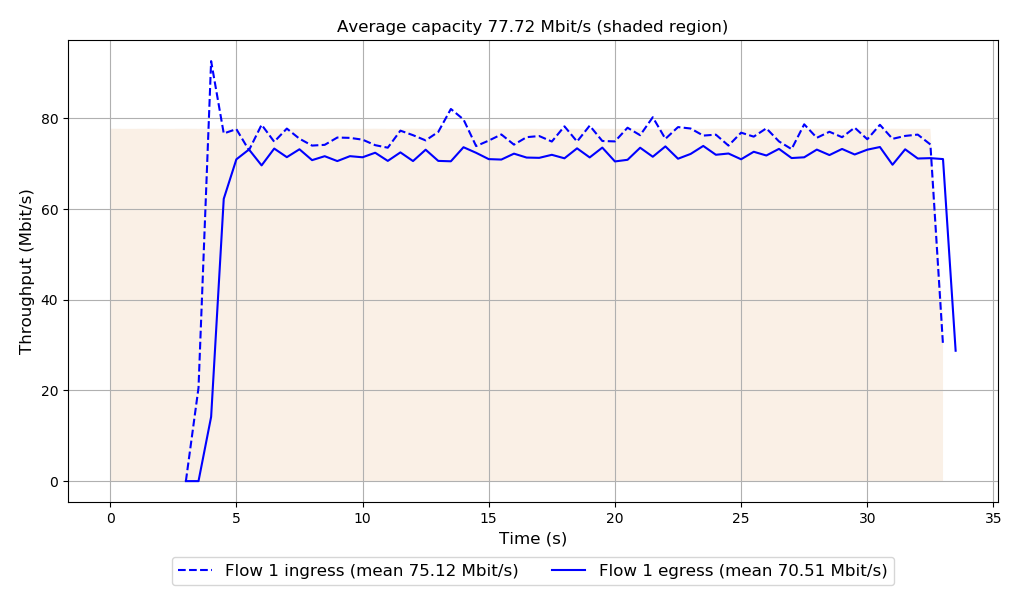 Average capacity 77.72 Mbit/s (shaded region)
Throughput (Mbit/s)
80
60
40
20
0
0 5 10 15 20 25 30 35
Time (s)
Flow 1 ingress (mean 75.12 Mbit/s) Flow 1 egress (mean 70.51 Mbit/s)